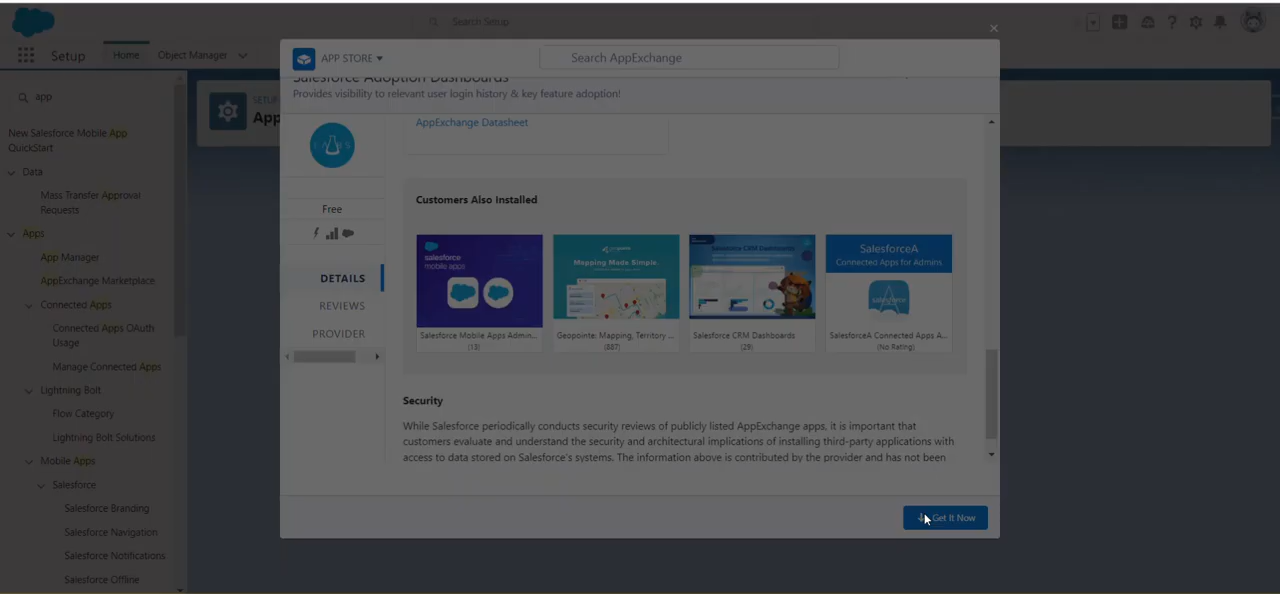 Search Setup
Setup
Home
Object Manager
app
New Salesforce Mobile App
QuickStart
Data
Mass Transfer Approval
Requests
Apps
App Manager
AppExchange Marketplace
Connected Apps
Connected Apps OAuth
Usage
Manage Connected Apps
Lightning Bolt
Flow Category
Lightning Bolt Solutions
Mobile Apps
Salesforce
Salesforce Branding
Salesforce Navigation
Salesforce Notifications
Salesforce Offline
SETUP
App
APP STORE
Search AppExchange
Salesforce Adoption Dashboards
Provides visibility to relevant user login history & key feature adoption!
Free
DETAILS
REVIEWS
PROVIDER
AppExchange Datasheet
Customers Also Installed
salesforce
mobile apps
Salesforce Mobile Apps Admin...
(13)
geopointe
Mapping Made Simple.
Geopointe: Mapping, Territory ...
(887)
Salesforce CRM Dashboards
Salesforce CRM Dashboards
(29)
SalesforceA
Connected Apps for Admins
salesforce
SalesforceA Connected Apps A...
(No Rating)
Security
While Salesforce periodically conducts security reviews of publicly listed AppExchange apps, it is important that
customers evaluate and understand the security and architectural implications of installing third-party applications with
access to data stored on Salesforce's systems. The information above is contributed by the provider and has not been
Get It Now